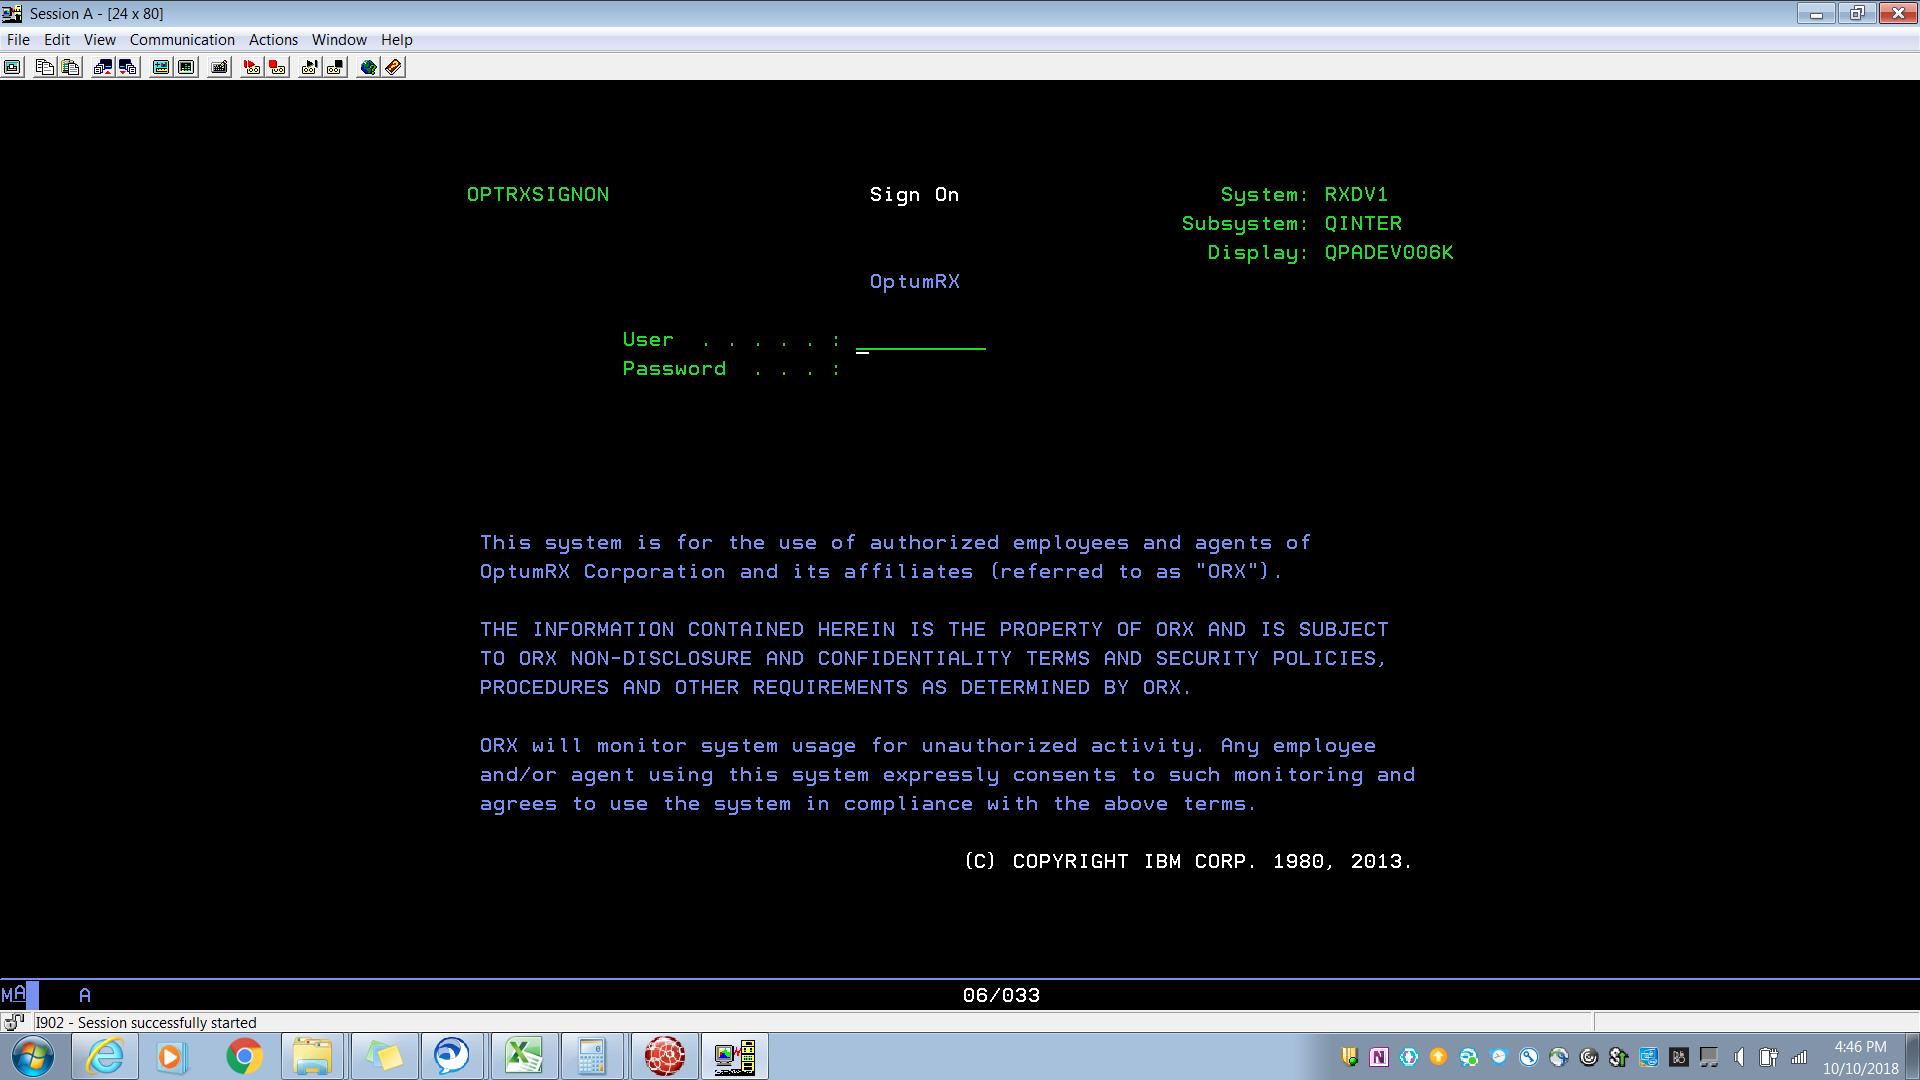 Session A - [24 x 80]
File Edit View Communication Actions Window Help
OPTRXSIGNON Sign On System: RXDV1
Subsystem: QINTER
Display: QPADEV006K
OptumRX
User . . . . . :
Password . . . :
This system is for the use of authorized employees and agents of
OptumRX Corporation and its affiliates (referred to as "ORX").
THE INFORMATION CONTAINED HEREIN IS THE PROPERTY OF ORX AND IS SUBJECT
TO ORX NON-DISCLOSURE AND CONFIDENTIALITY TERMS AND SECURITY POLICIES,
PROCEDURES AND OTHER REQUIREMENTS AS DETERMINED BY ORX.
ORX will monitor system usage for unauthorized activity. Any employee
and/or agent using this system expressly consents to such monitoring and
agrees to use the system in compliance with the above terms.
(C) COPYRIGHT IBM CORP. 1980, 2013.
MA A 06/033
I902 - Session successfully started
4:46 PM
10/10/2018